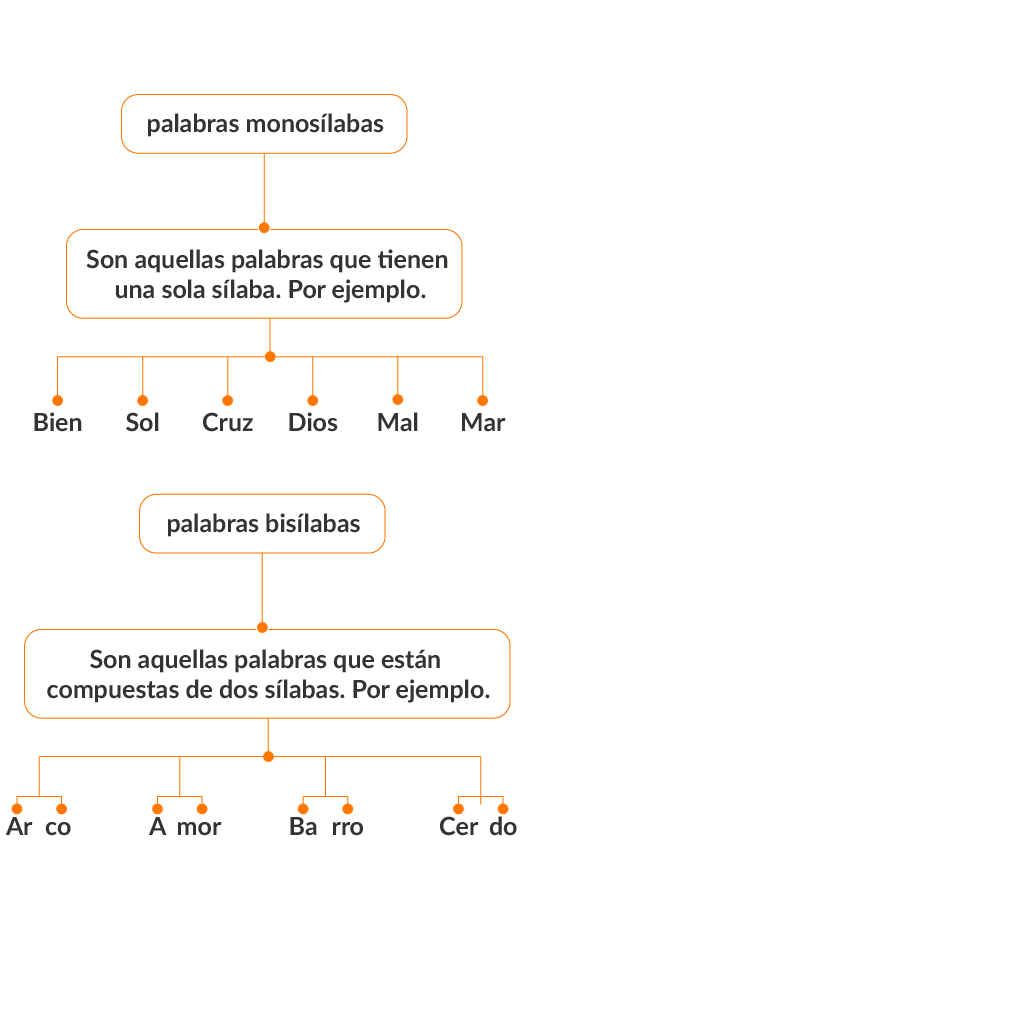 palabras monosílabas
Son aquellas palabras que tienen
una sola sílaba. Por ejemplo.
Bien Sol Cruz Dios Mal Mar
palabras bisílabas
Son aquellas palabras que están
compuestas de dos sílabas. Por ejemplo.
Ar co A mor Ba rro Cer do